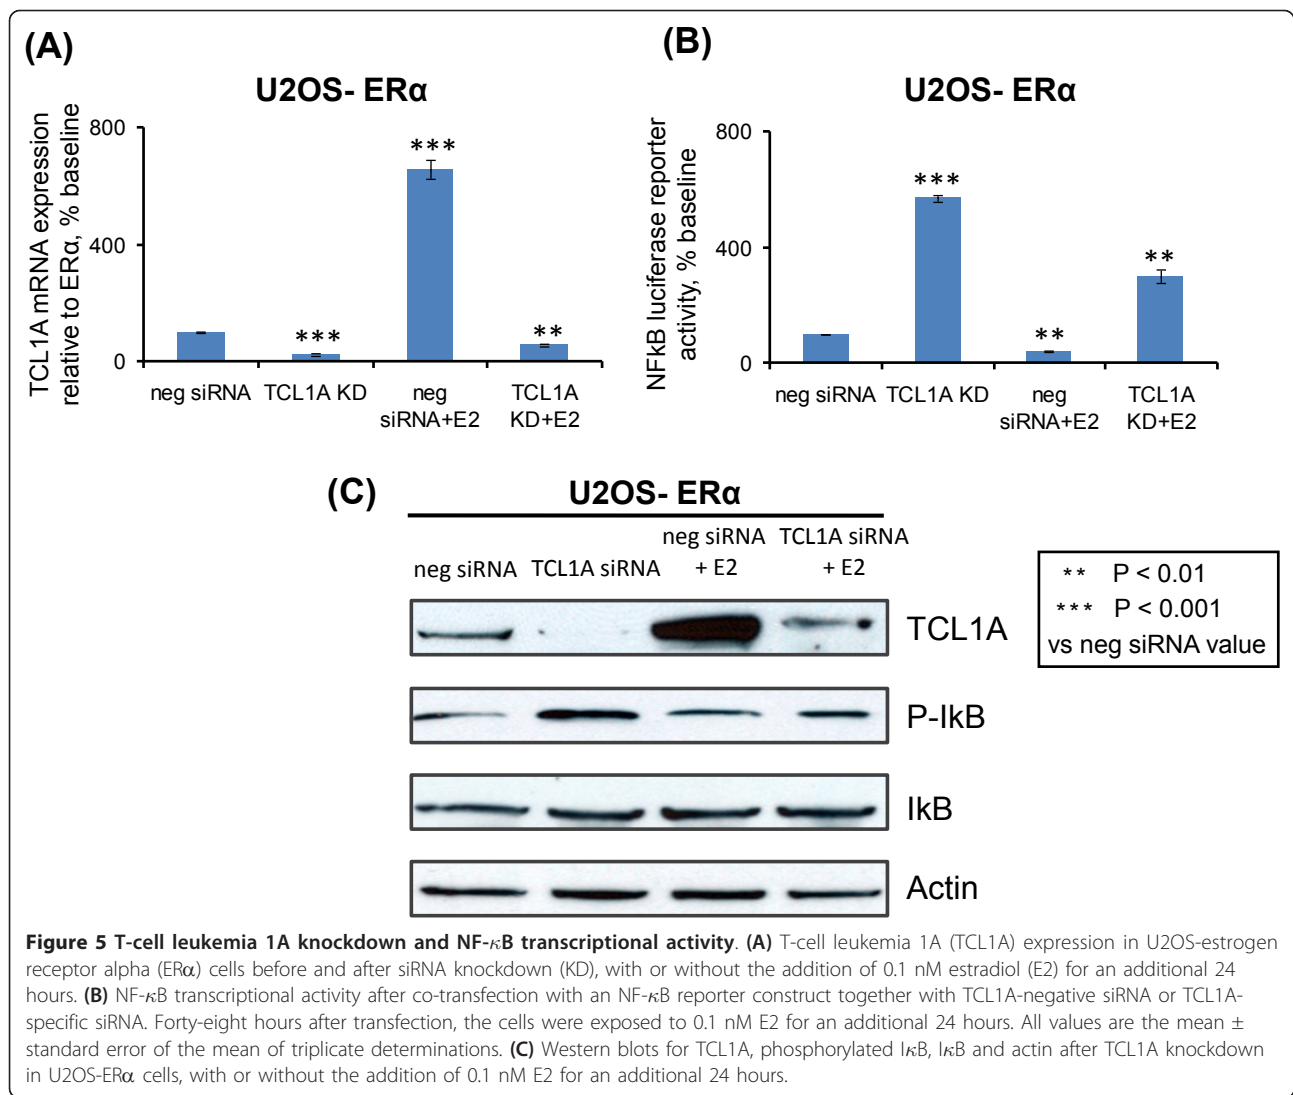 (A)
U2OS- ERα
TCL1A mRNA expression
relative to ERα, % baseline
800
400
0
***
***
**
neg siRNA
TCL1A KD
neg
siRNA+E2
TCL1A
KD+E2
(B)
U2OS- ERα
NFkB luciferase reporter
activity, % baseline
800
400
0
***
**
**
neg siRNA
TCL1A KD
neg
siRNA+E2
TCL1A
KD+E2
(C)
U2OS- ERα
neg siRNA
TCL1A siRNA
neg siRNA
+ E2
TCL1A siRNA
+ E2
TCL1A
P-IkB
IkB
Actin
** P < 0.01
*** P < 0.001
vs neg siRNA value
Figure 5 T-cell leukemia 1A knockdown and NF-κB transcriptional activity. (A) T-cell leukemia 1A (TCL1A) expression in U2OS-estrogen
receptor alpha (ERα) cells before and after siRNA knockdown (KD), with or without the addition of 0.1 nM estradiol (E2) for an additional 24
hours. (B) NF-κB transcriptional activity after co-transfection with an NF-κB reporter construct together with TCL1A-negative siRNA or TCL1A-
specific siRNA. Forty-eight hours after transfection, the cells were exposed to 0.1 nM E2 for an additional 24 hours. All values are the mean ±
standard error of the mean of triplicate determinations. (C) Western blots for TCL1A, phosphorylated IκB, IκB and actin after TCL1A knockdown
in U2OS-ERα cells, with or without the addition of 0.1 nM E2 for an additional 24 hours.